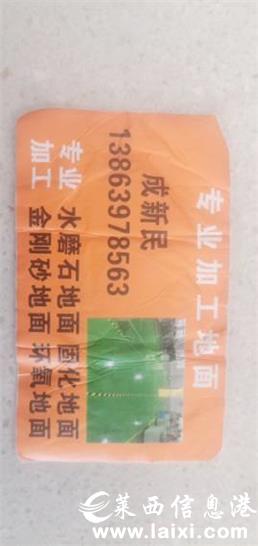 专业加工地面
成新民
13863978563
专业
加工
水磨石地面 固化地面
金刚砂地面 环氧地面
莱西信息港
www.laixi.com